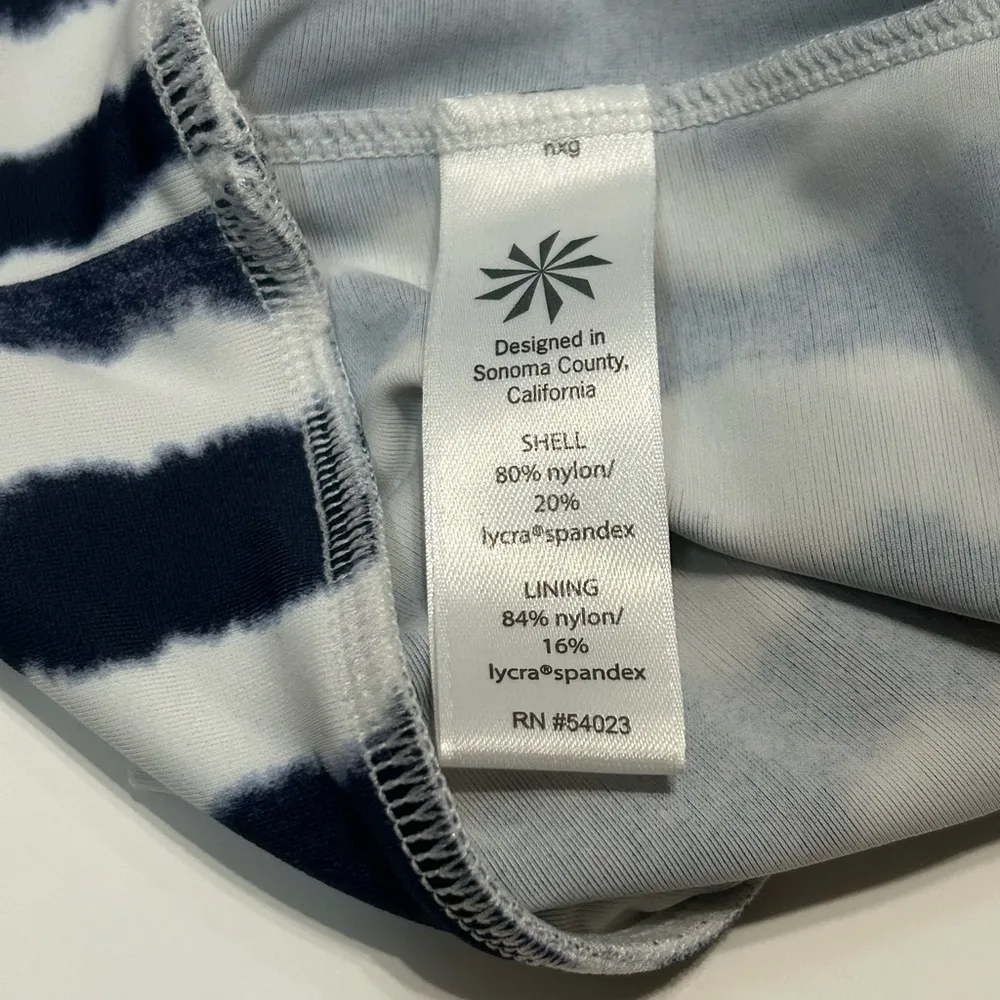 nxg
Designed in
Sonoma County,
California
SHELL
80% nylon/
20%
lycra®spandex
LINING
84% nylon/
16%
lycra®spandex
RN #54023